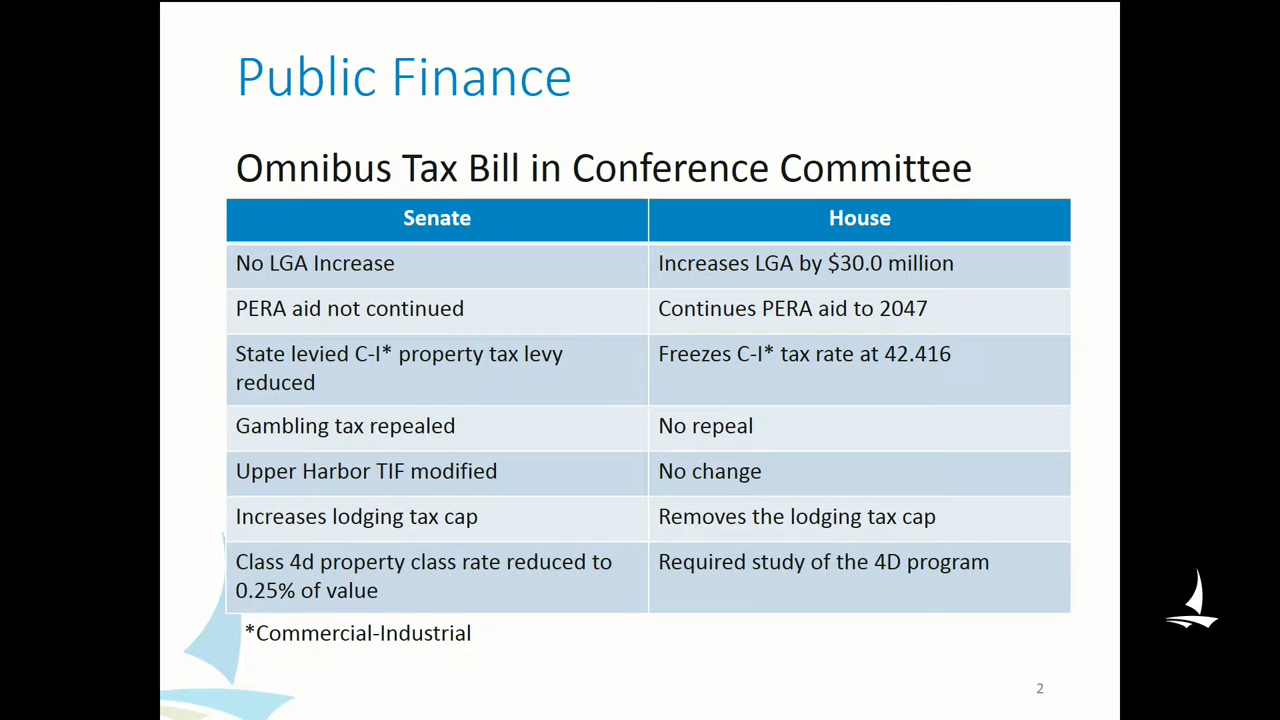 Public Finance
Omnibus Tax Bill in Conference Committee
Senate
House
No LGA Increase
Increases LGA by $30.0 million
PERA aid not continued
Continues PERA aid to 2047
State levied C-I* property tax levy
reduced
Freezes C-I* tax rate at 42.416
Gambling tax repealed
No repeal
Upper Harbor TIF modified
No change
Increases lodging tax cap
Removes the lodging tax cap
Class 4d property class rate reduced to
0.25% of value
Required study of the 4D program
*Commercial-Industrial
2